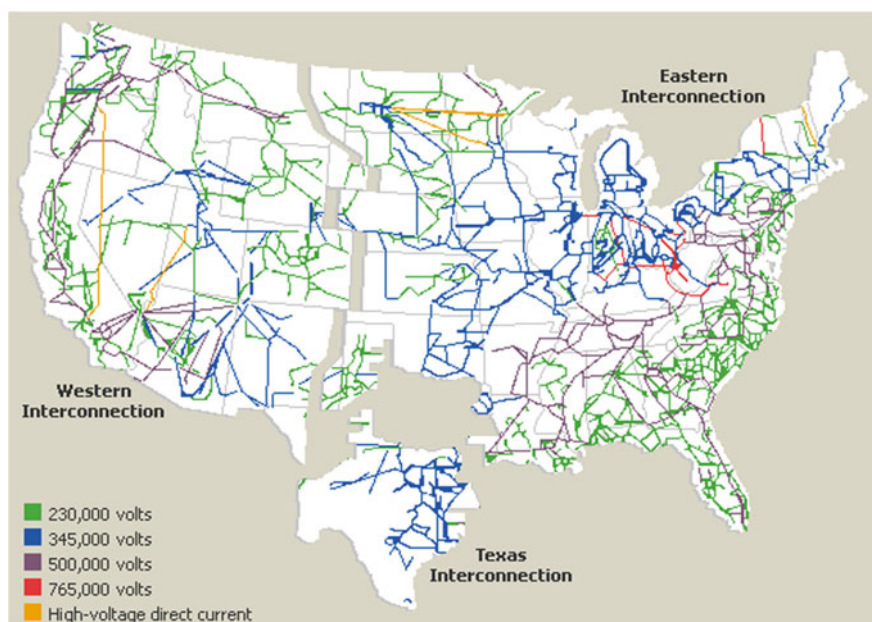 Eastern
Interconnection
Western
Interconnection
Texas
Interconnection
230,000 volts
345,000 volts
500,000 volts
765,000 volts
High-voltage direct current